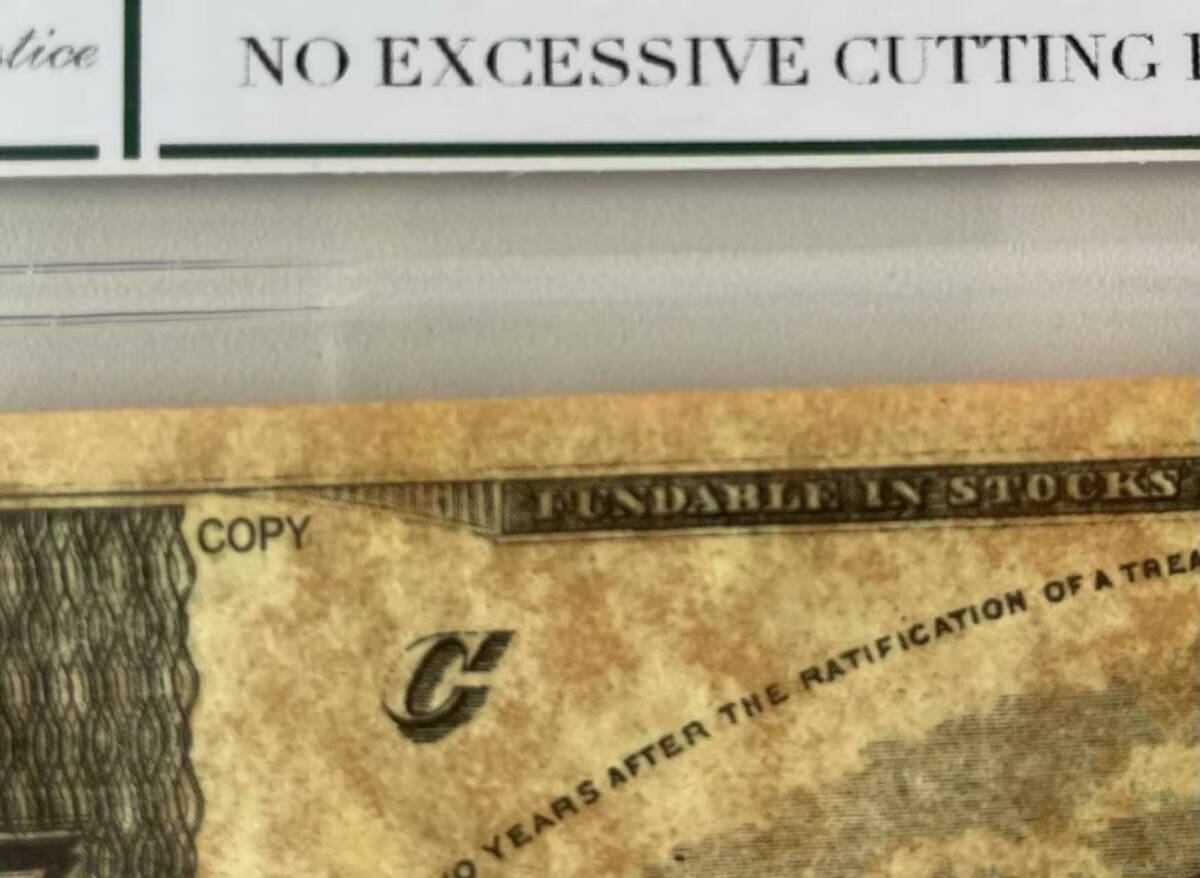 stice
NO EXCESSIVE CUTTING
FUNDABLE IN STOCKS
COPY
C
YEARS AFTER THE RATIFICATION OF A TREA